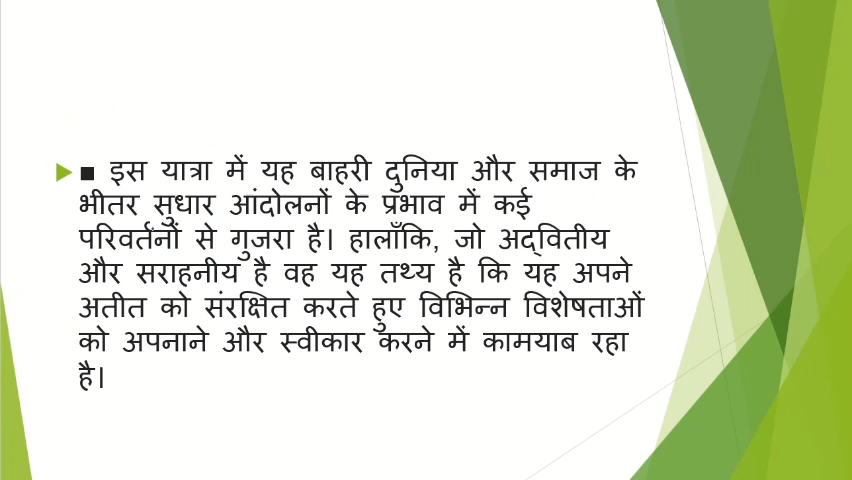 ■ इस यात्रा में यह बाहरी दुनिया और समाज के
भीतर सुधार आंदोलनों के प्रभाव में कई
परिवर्तनों से गुजरा है। हालाँकि, जो अद्वितीय
और सराहनीय है वह यह तथ्य है कि यह अपने
अतीत को संरक्षित करते हुए विभिन्न विशेषताओं
को अपनाने और स्वीकार करने में कामयाब रहा
है।